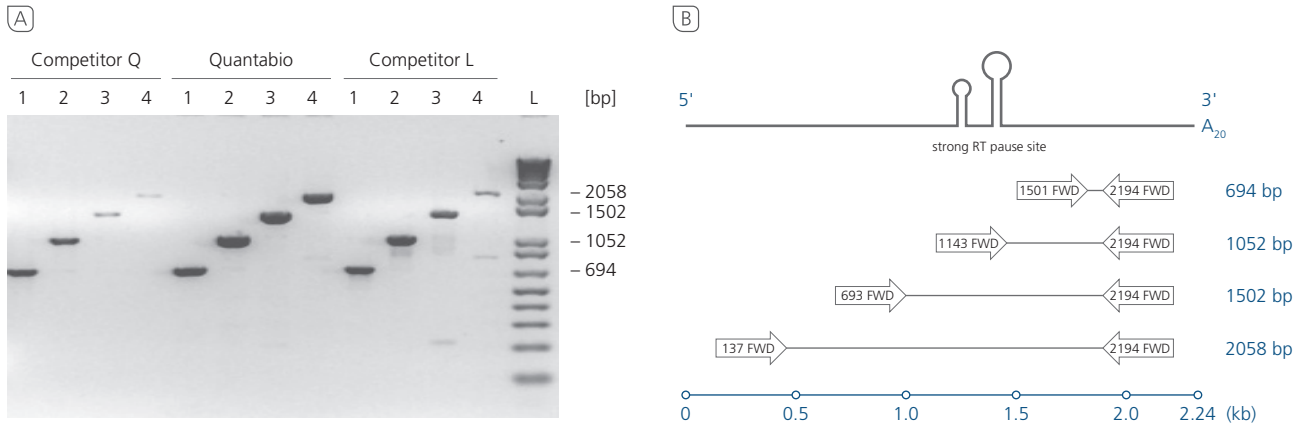 A
Competitor Q Quantabio Competitor L
1 2 3 4 1 2 3 4 1 2 3 4 L [bp]
– 2058
– 1502
– 1052
– 694
B
5' 3'
A20
strong RT pause site
1501 FWD 2194 FWD 694 bp
1143 FWD 2194 FWD 1052 bp
693 FWD 2194 FWD 1502 bp
137 FWD 2194 FWD 2058 bp
0 0.5 1.0 1.5 2.0 2.24 (kb)